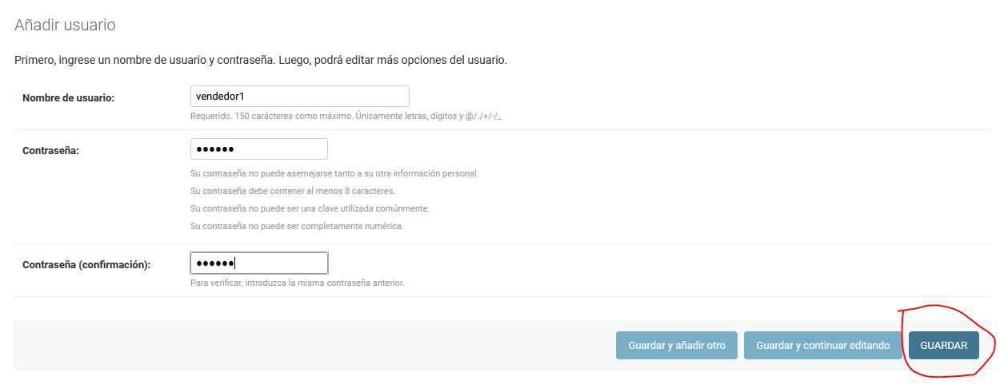 Añadir usuario
Primero, ingrese un nombre de usuario y contraseña. Luego, podrá editar más opciones del usuario.
Nombre de usuario: vendedor1
Requerido. 150 carácteres como máximo. Únicamente letras, dígitos y @/./+/-/_
Contraseña: ●●●●●●
Su contraseña no puede asemejarse tanto a su otra información personal.
Su contraseña debe contener al menos 8 caracteres.
Su contraseña no puede ser una clave utilizada comúnmente.
Su contraseña no puede ser completamente numérica.
Contraseña (confirmación): ●●●●●●
Para verificar, introduzca la misma contraseña anterior.
Guardar y añadir otro Guardar y continuar editando GUARDAR